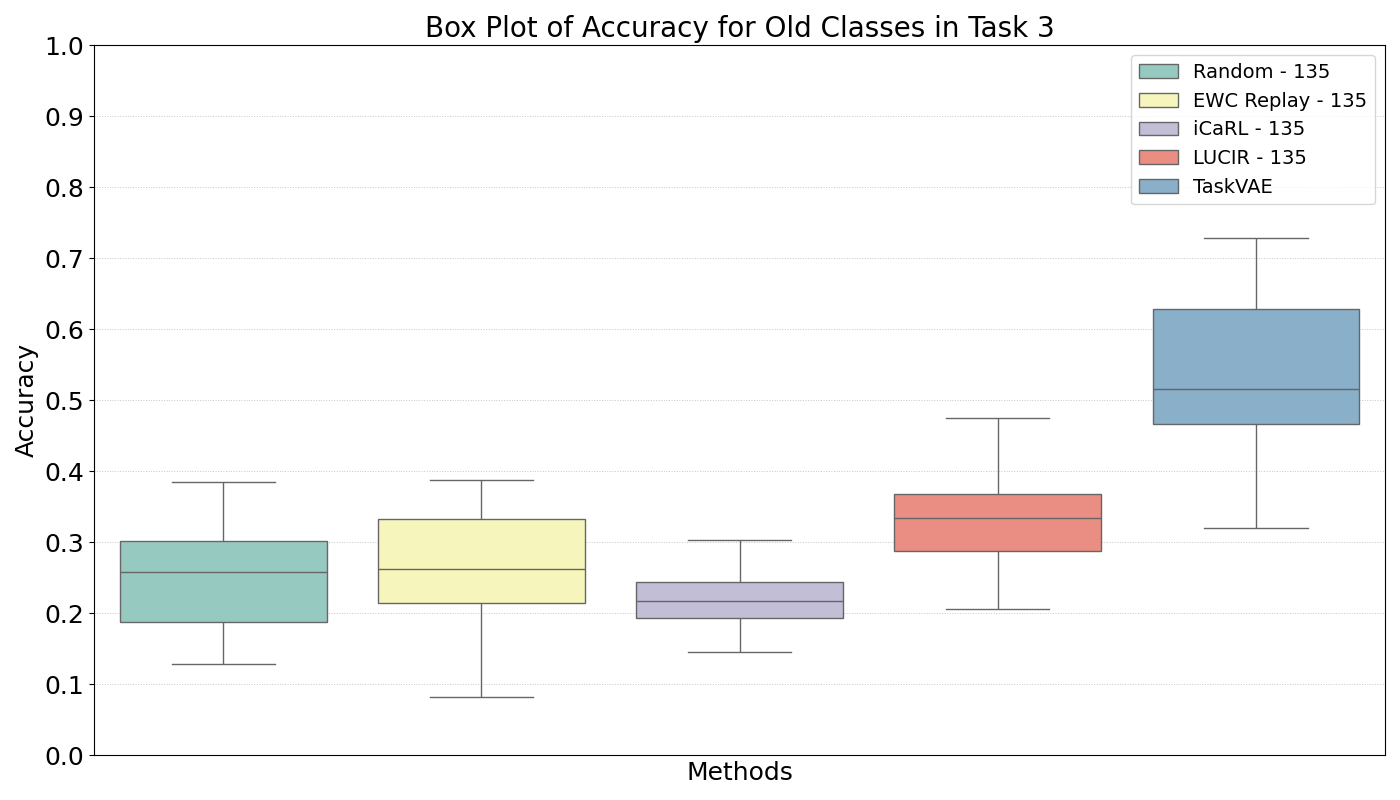 Box Plot of Accuracy for Old Classes in Task 3
1.0
0.9
0.8
0.7
0.6
0.5
0.4
0.3
0.2
0.1
0.0
Accuracy
Methods
Random - 135
EWC Replay - 135
iCaRL - 135
LUCIR - 135
TaskVAE